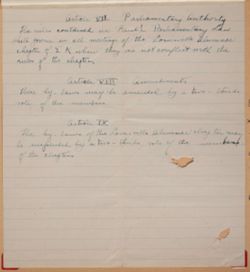 Article VII. Parliamentary Authority
The rules contained in Parliamentary Law
shall govern in all meetings of the Louisville Alumnae
chapter of Σ K when they do not conflict with the
rules of the chapter.
Article VIII Amendments
These by-laws may be amended by a two-thirds
vote of the members
Article IX
The by-laws of the Louisville Alumnae chapter may
be suspended by a two-thirds vote of the members
of the chapter.